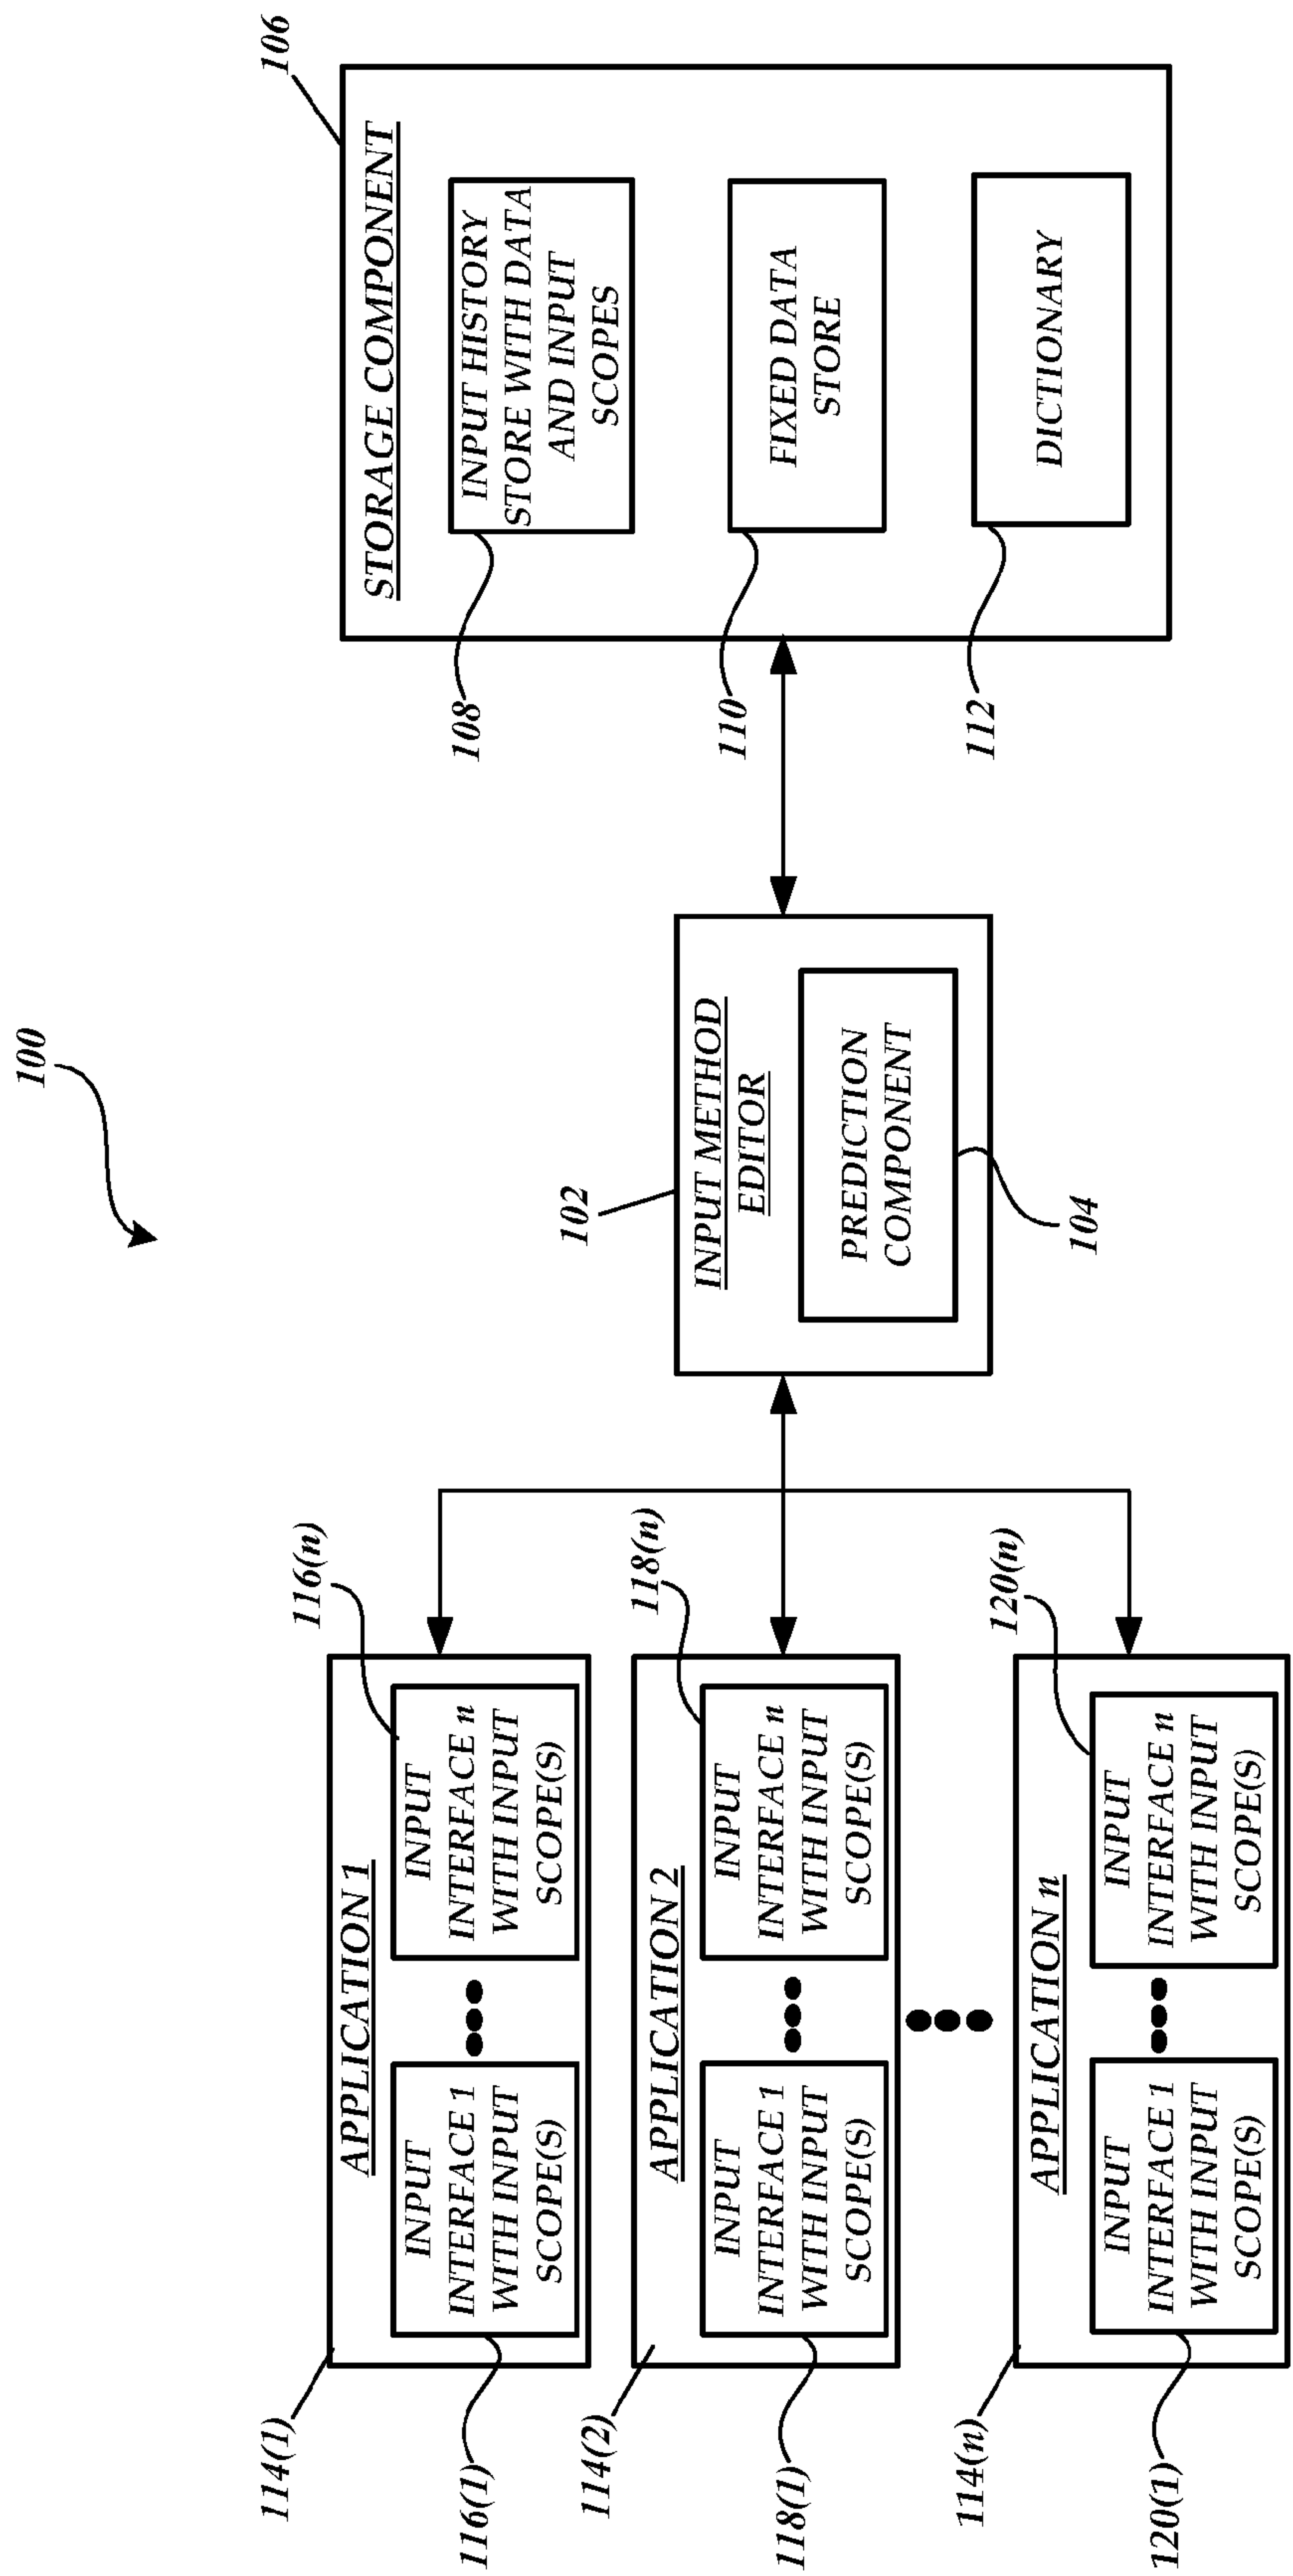 100
114(1)
APPLICATION 1
116(1)
INPUT
INTERFACE 1
WITH INPUT
SCOPE(S)
116(n)
INPUT
INTERFACE n
WITH INPUT
SCOPE(S)
114(2)
APPLICATION 2
118(1)
INPUT
INTERFACE 1
WITH INPUT
SCOPE(S)
118(n)
INPUT
INTERFACE n
WITH INPUT
SCOPE(S)
114(n)
APPLICATION n
120(1)
INPUT
INTERFACE 1
WITH INPUT
SCOPE(S)
120(n)
INPUT
INTERFACE n
WITH INPUT
SCOPE(S)
102
INPUT METHOD
EDITOR
PREDICTION
COMPONENT
104
106
STORAGE COMPONENT
108
INPUT HISTORY
STORE WITH DATA
AND INPUT
SCOPES
110
FIXED DATA
STORE
112
DICTIONARY